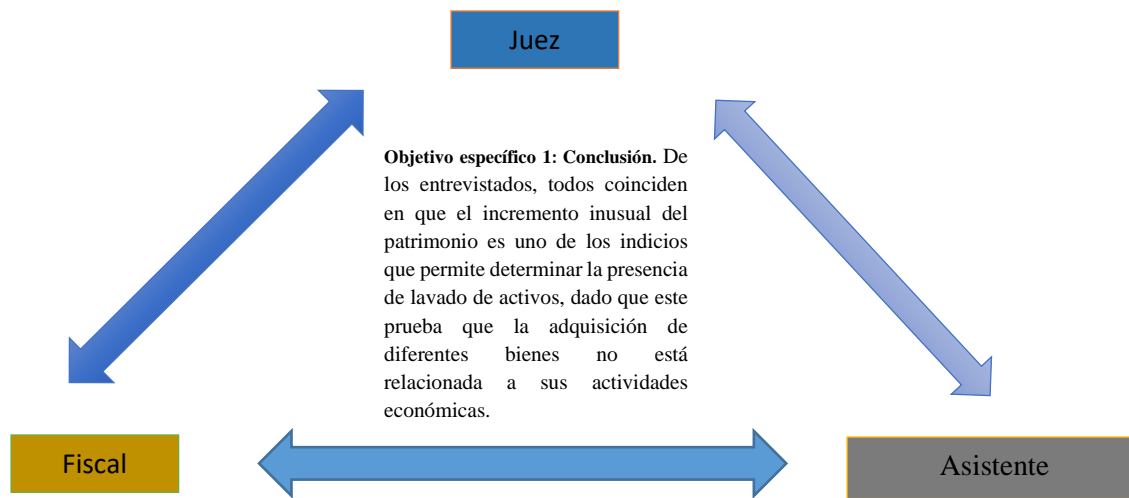 Juez
Objetivo específico 1: Conclusión. De
los entrevistados, todos coinciden
en que el incremento inusual del
patrimonio es uno de los indicios
que permite determinar la presencia
de lavado de activos, dado que este
prueba que la adquisición de
diferentes bienes no está
relacionada a sus actividades
económicas.
Fiscal
Asistente